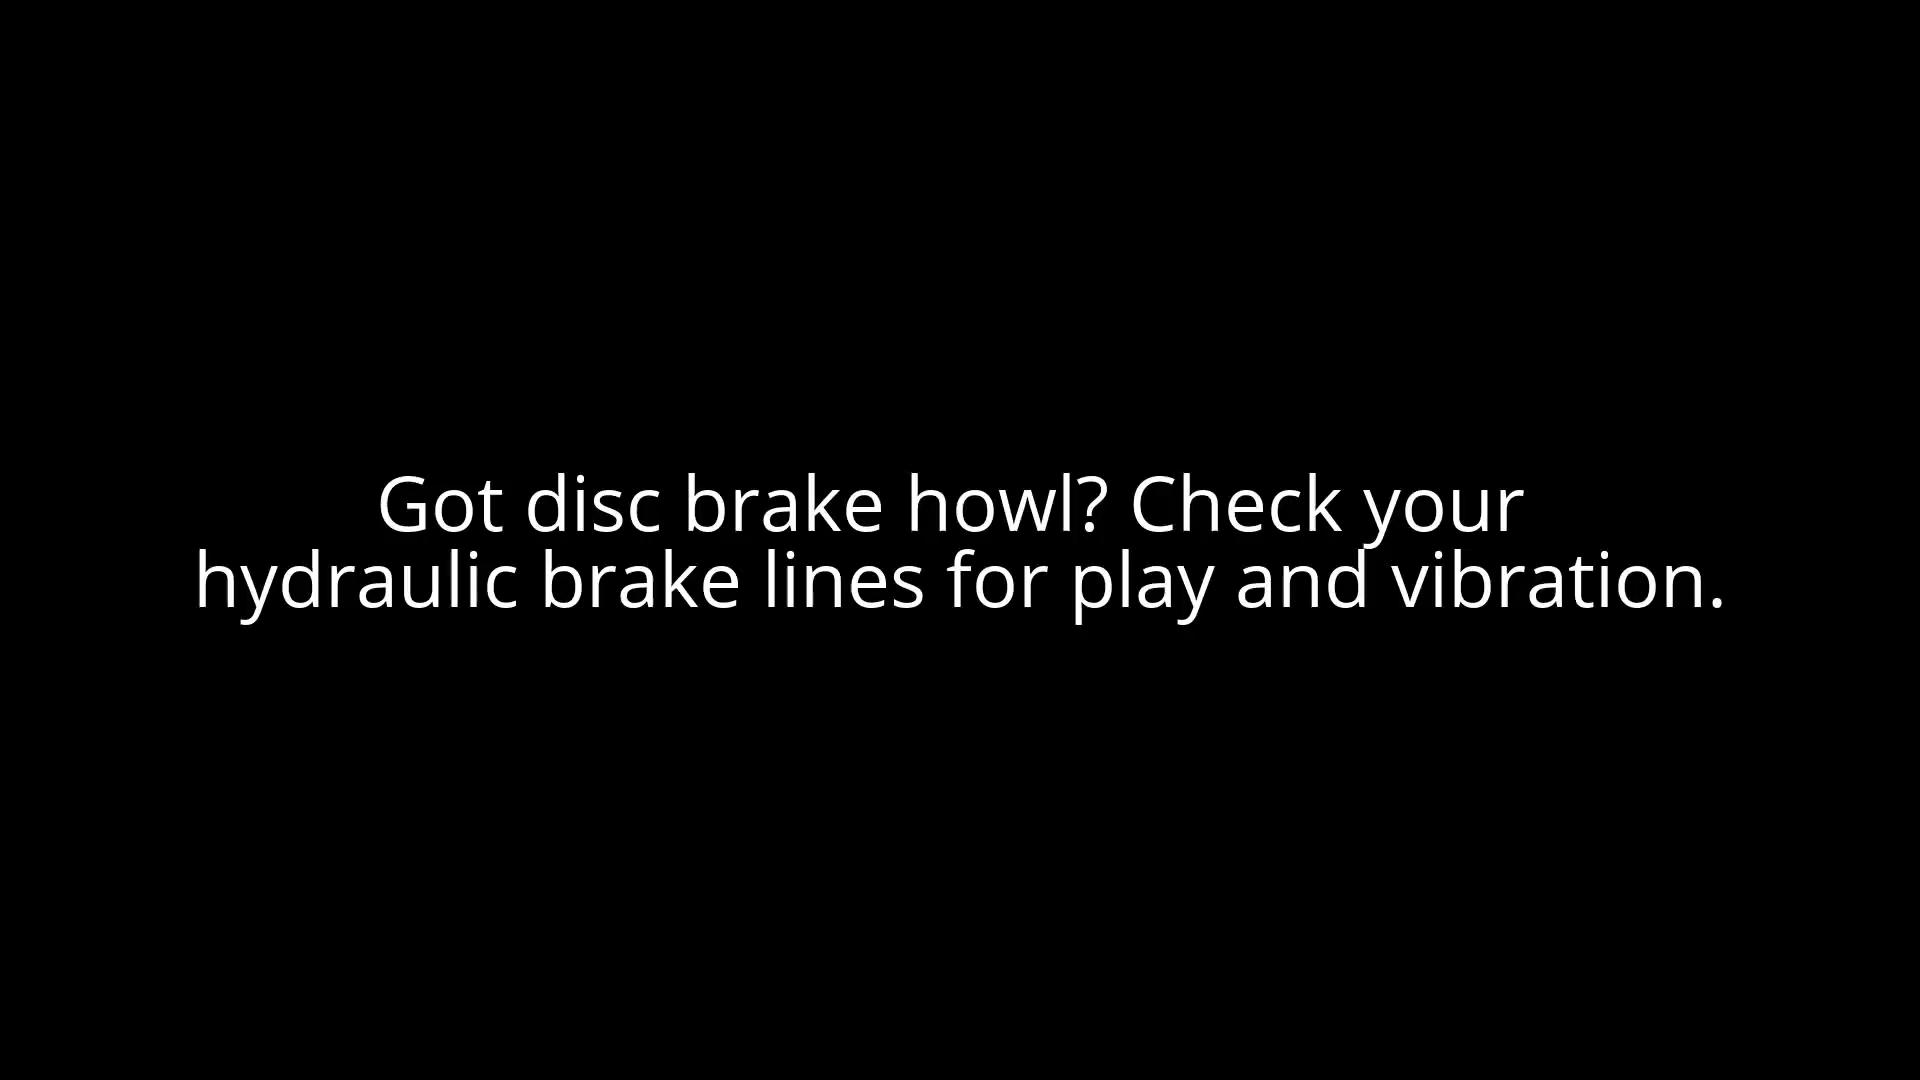 Got disc brake howl? Check your
hydraulic brake lines for play and vibration.